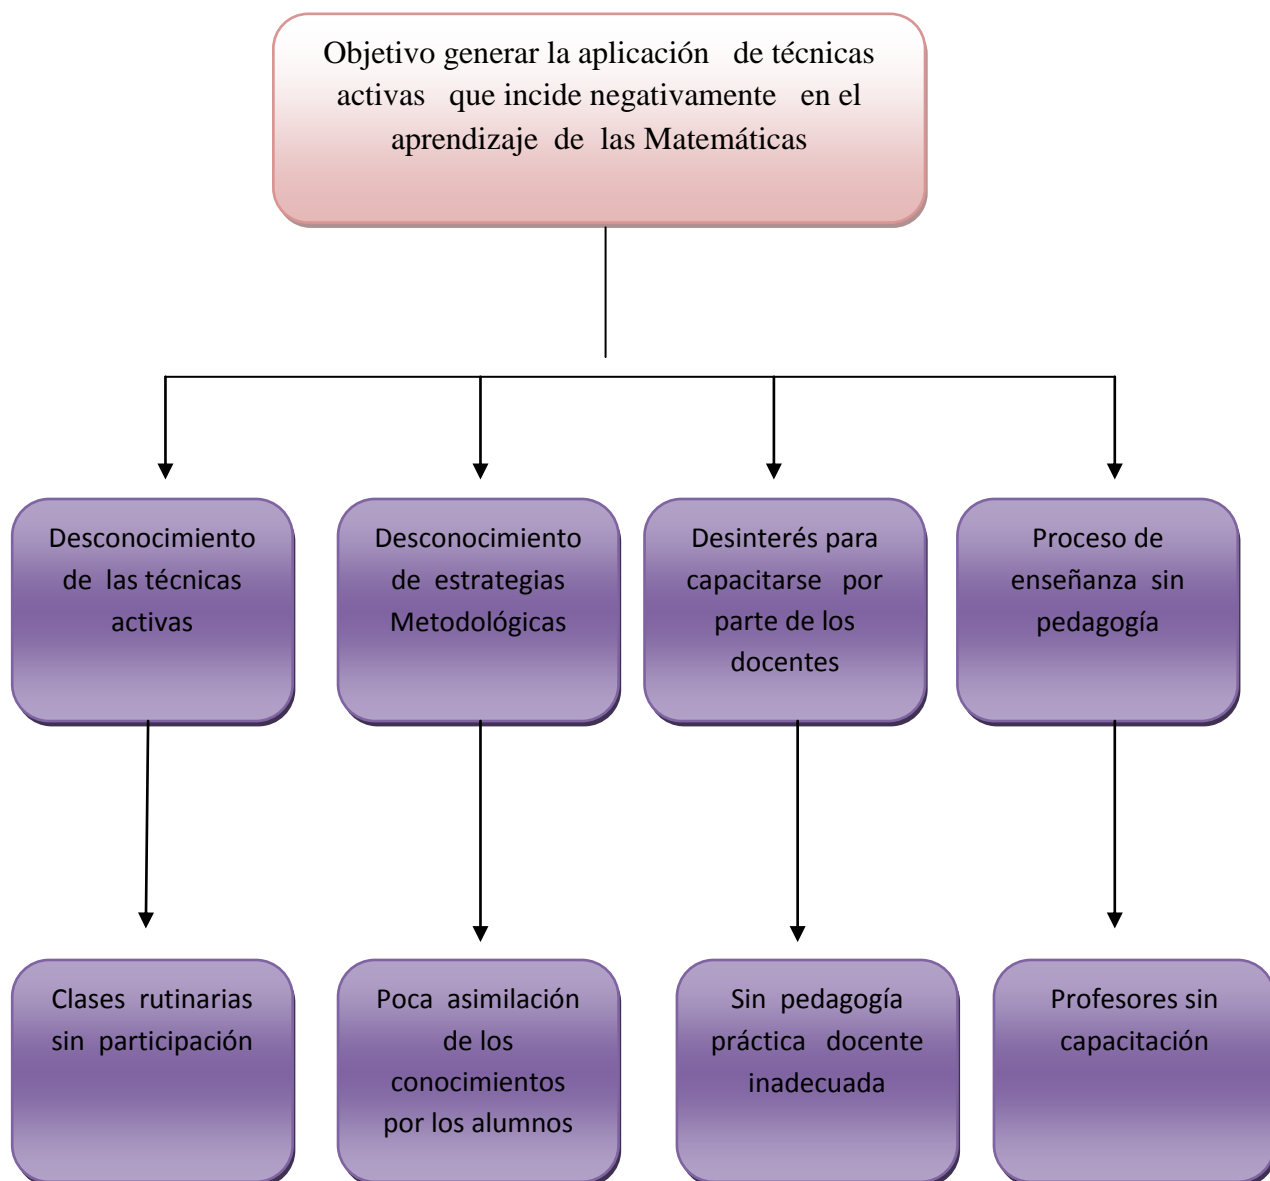 Objetivo generar la aplicación de técnicas
activas que incide negativamente en el
aprendizaje de las Matemáticas
Desconocimiento
de las técnicas
activas
Desconocimiento
de estrategias
Metodológicas
Desinterés para
capacitarse por
parte de los
docentes
Proceso de
enseñanza sin
pedagogía
Clases rutinarias
sin participación
Poca asimilación
de los
conocimientos
por los alumnos
Sin pedagogía
práctica docente
inadecuada
Profesores sin
capacitación